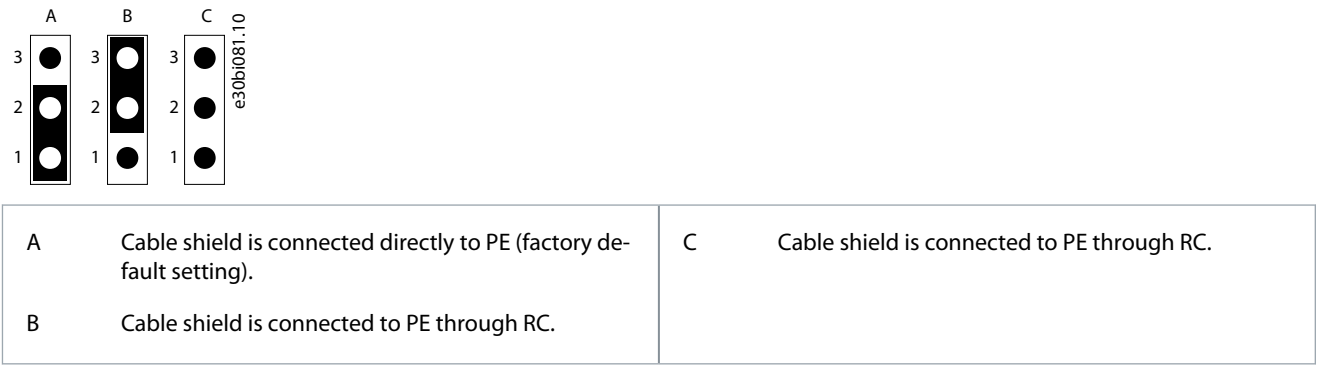 A B C
3 3 3
2 2 2
1 1 1
e30bi081.10
A Cable shield is connected directly to PE (factory de-
fault setting).
B Cable shield is connected to PE through RC.
C Cable shield is connected to PE through RC.